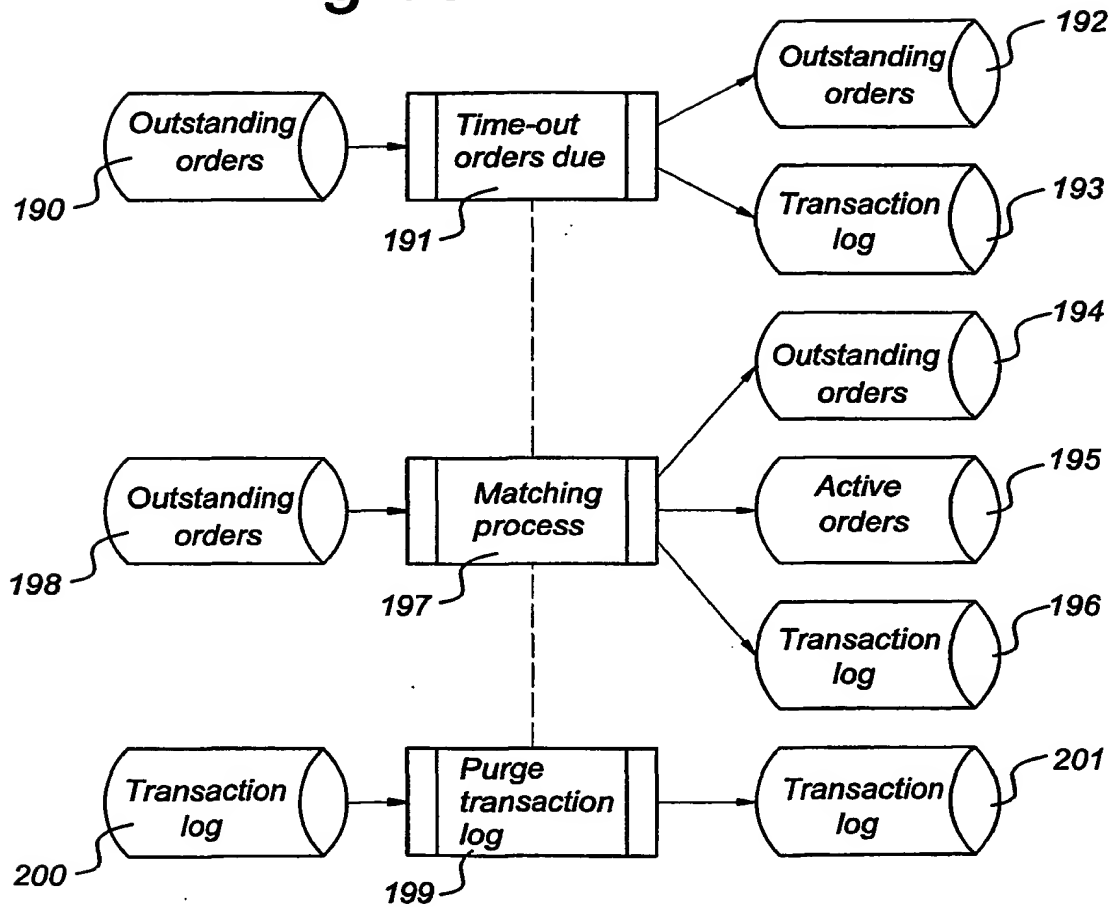 192
Outstanding
orders
Outstanding
orders
Time-out
orders due
190
191
193
Transaction
log
194
Outstanding
orders
Outstanding
orders
Matching
process
195
Active
orders
198
197
196
Transaction
log
Transaction
log
Purge
transaction
log
201
Transaction
log
200
199